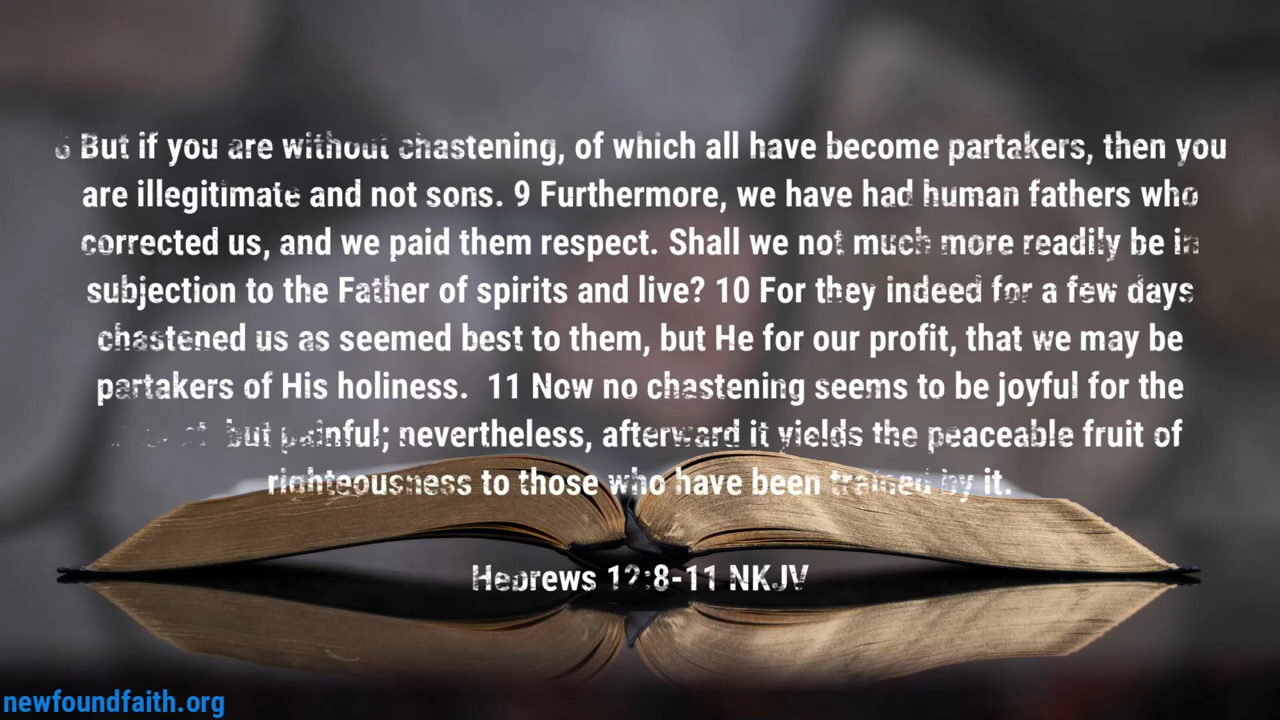 8 But if you are without chastening, of which all have become partakers, then you
are illegitimate and not sons. 9 Furthermore, we have had human fathers who
corrected us, and we paid them respect. Shall we not much more readily be in
subjection to the Father of spirits and live? 10 For they indeed for a few days
chastened us as seemed best to them, but He for our profit, that we may be
partakers of His holiness.  11 Now no chastening seems to be joyful for the
but painful; nevertheless, afterward it yields the peaceable fruit of
righteousness to those who have been trained by it.
Hebrews 12:8-11 NKJV
newfoundfaith.org